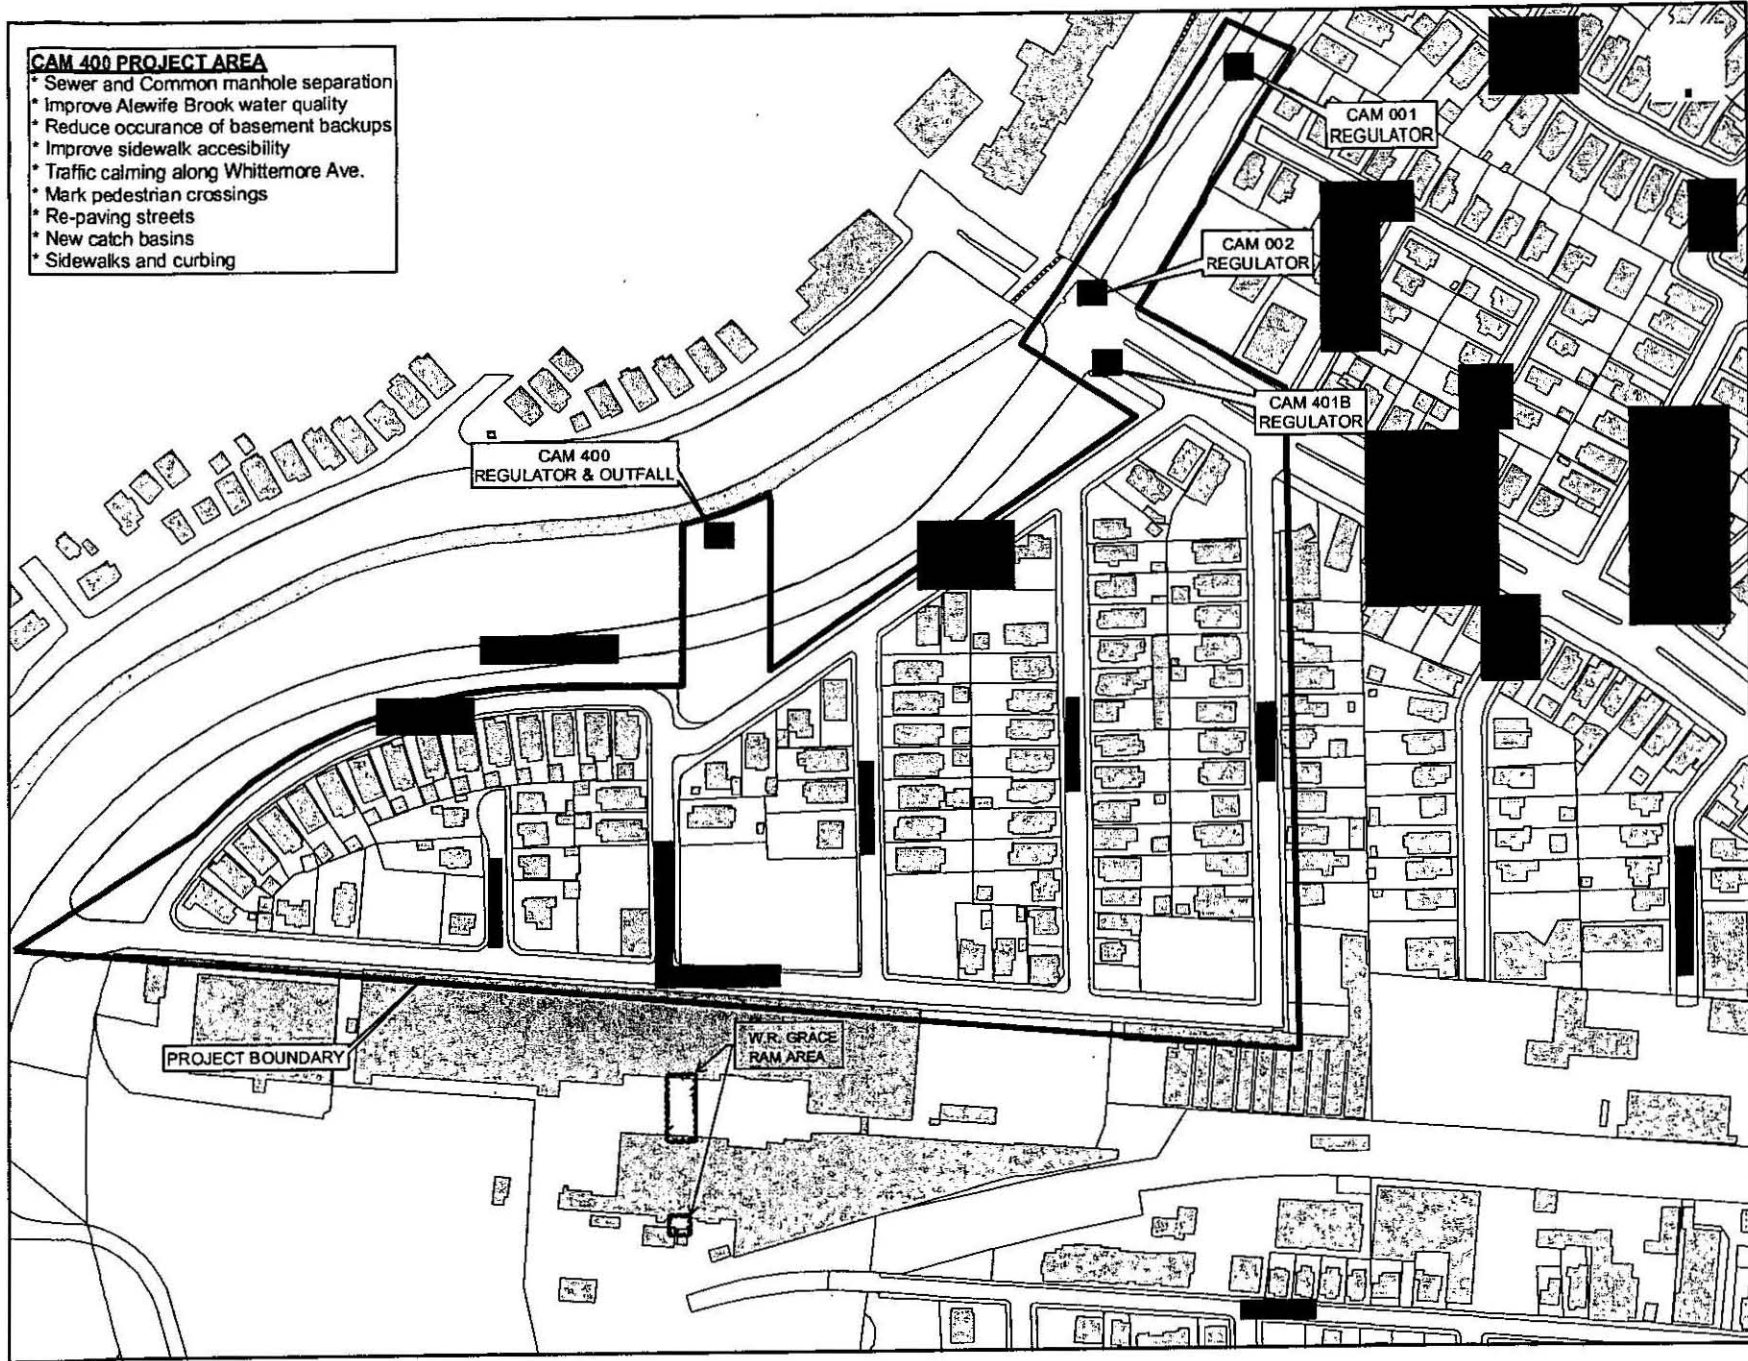 CAM 400 PROJECT AREA
* Sewer and Common manhole separation
* Improve Alewife Brook water quality
* Reduce occurance of basement backups
* Improve sidewalk accesibility
* Traffic calming along Whittemore Ave.
* Mark pedestrian crossings
* Re-paving streets
* New catch basins
* Sidewalks and curbing
CAM 001
REGULATOR
CAM 002
REGULATOR
CAM 401B
REGULATOR
CAM 400
REGULATOR & OUTFALL
PROJECT BOUNDARY
W.R. GRACE
RAM AREA